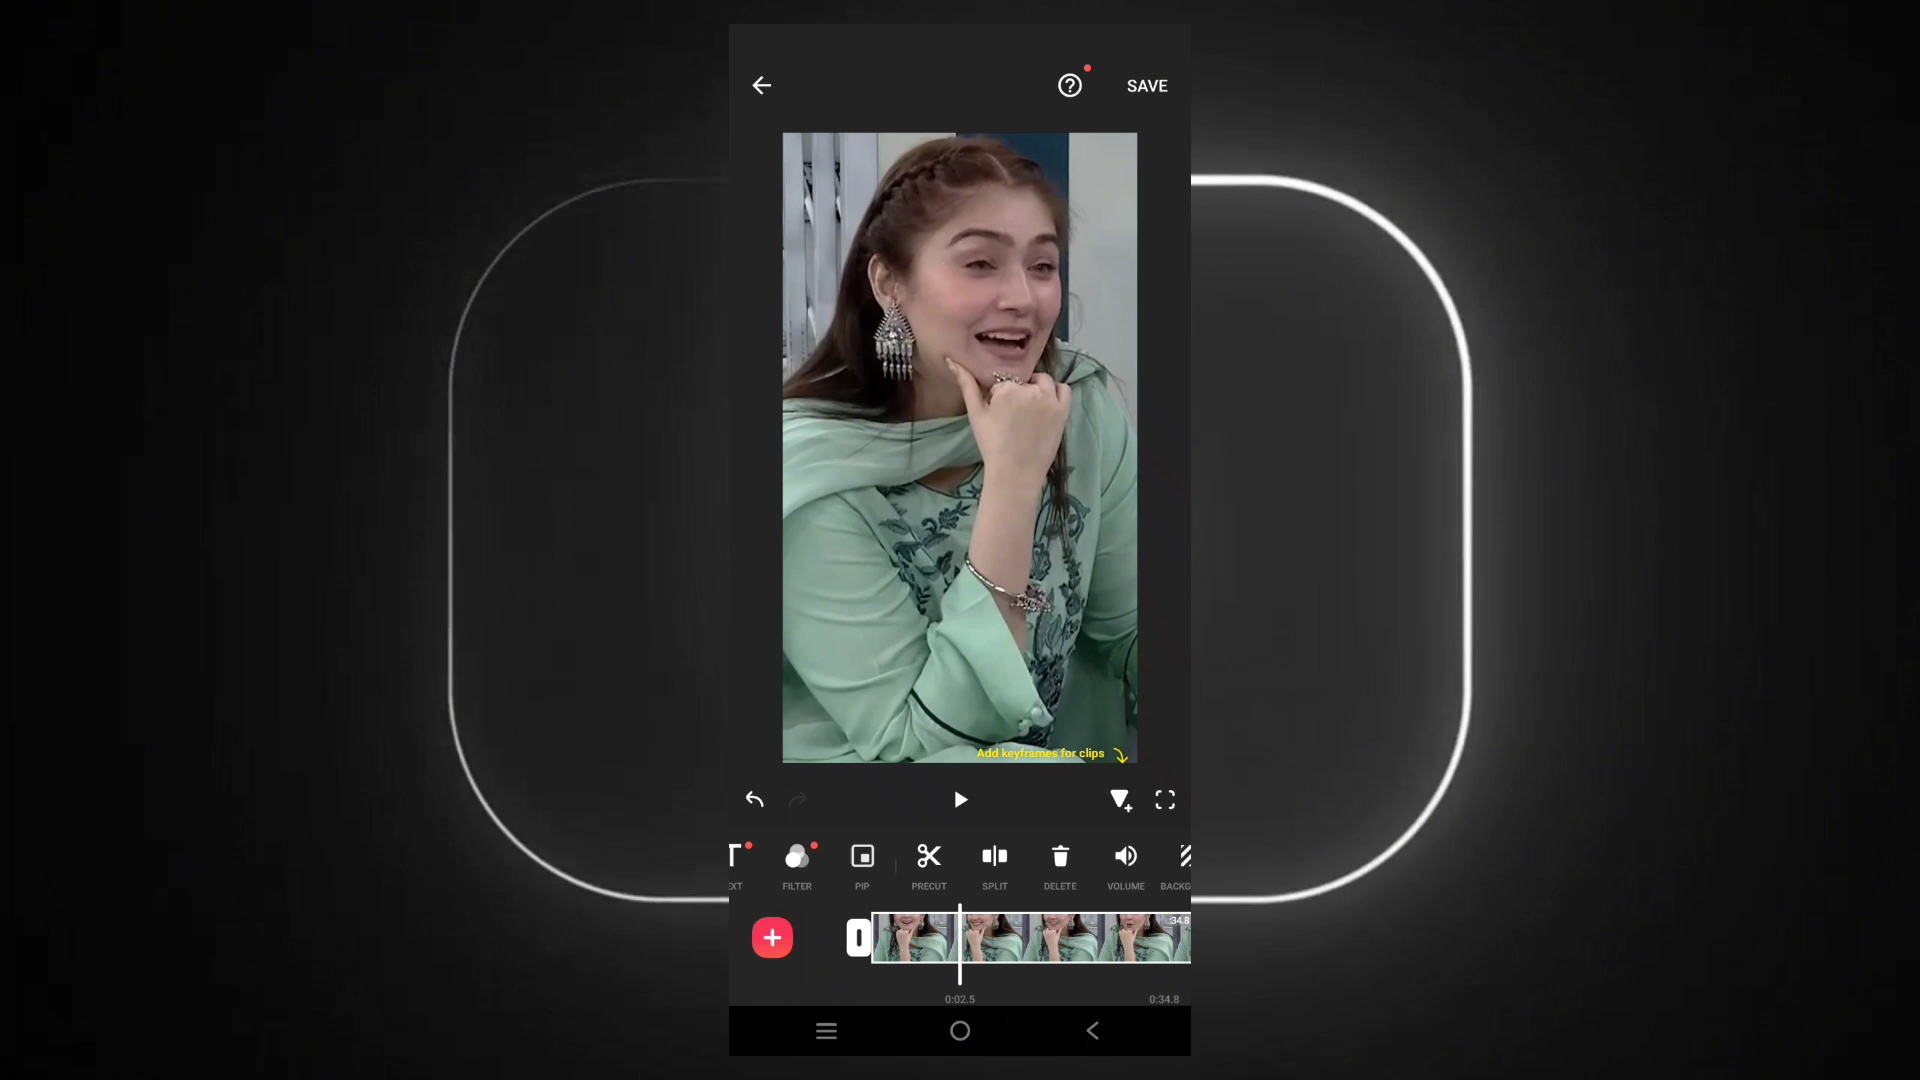 SAVE
Add keyframes for clips
EXT FILTER PIP PRECUT SPLIT DELETE VOLUME BACKG
:34.8
0:02.5 0:34.8